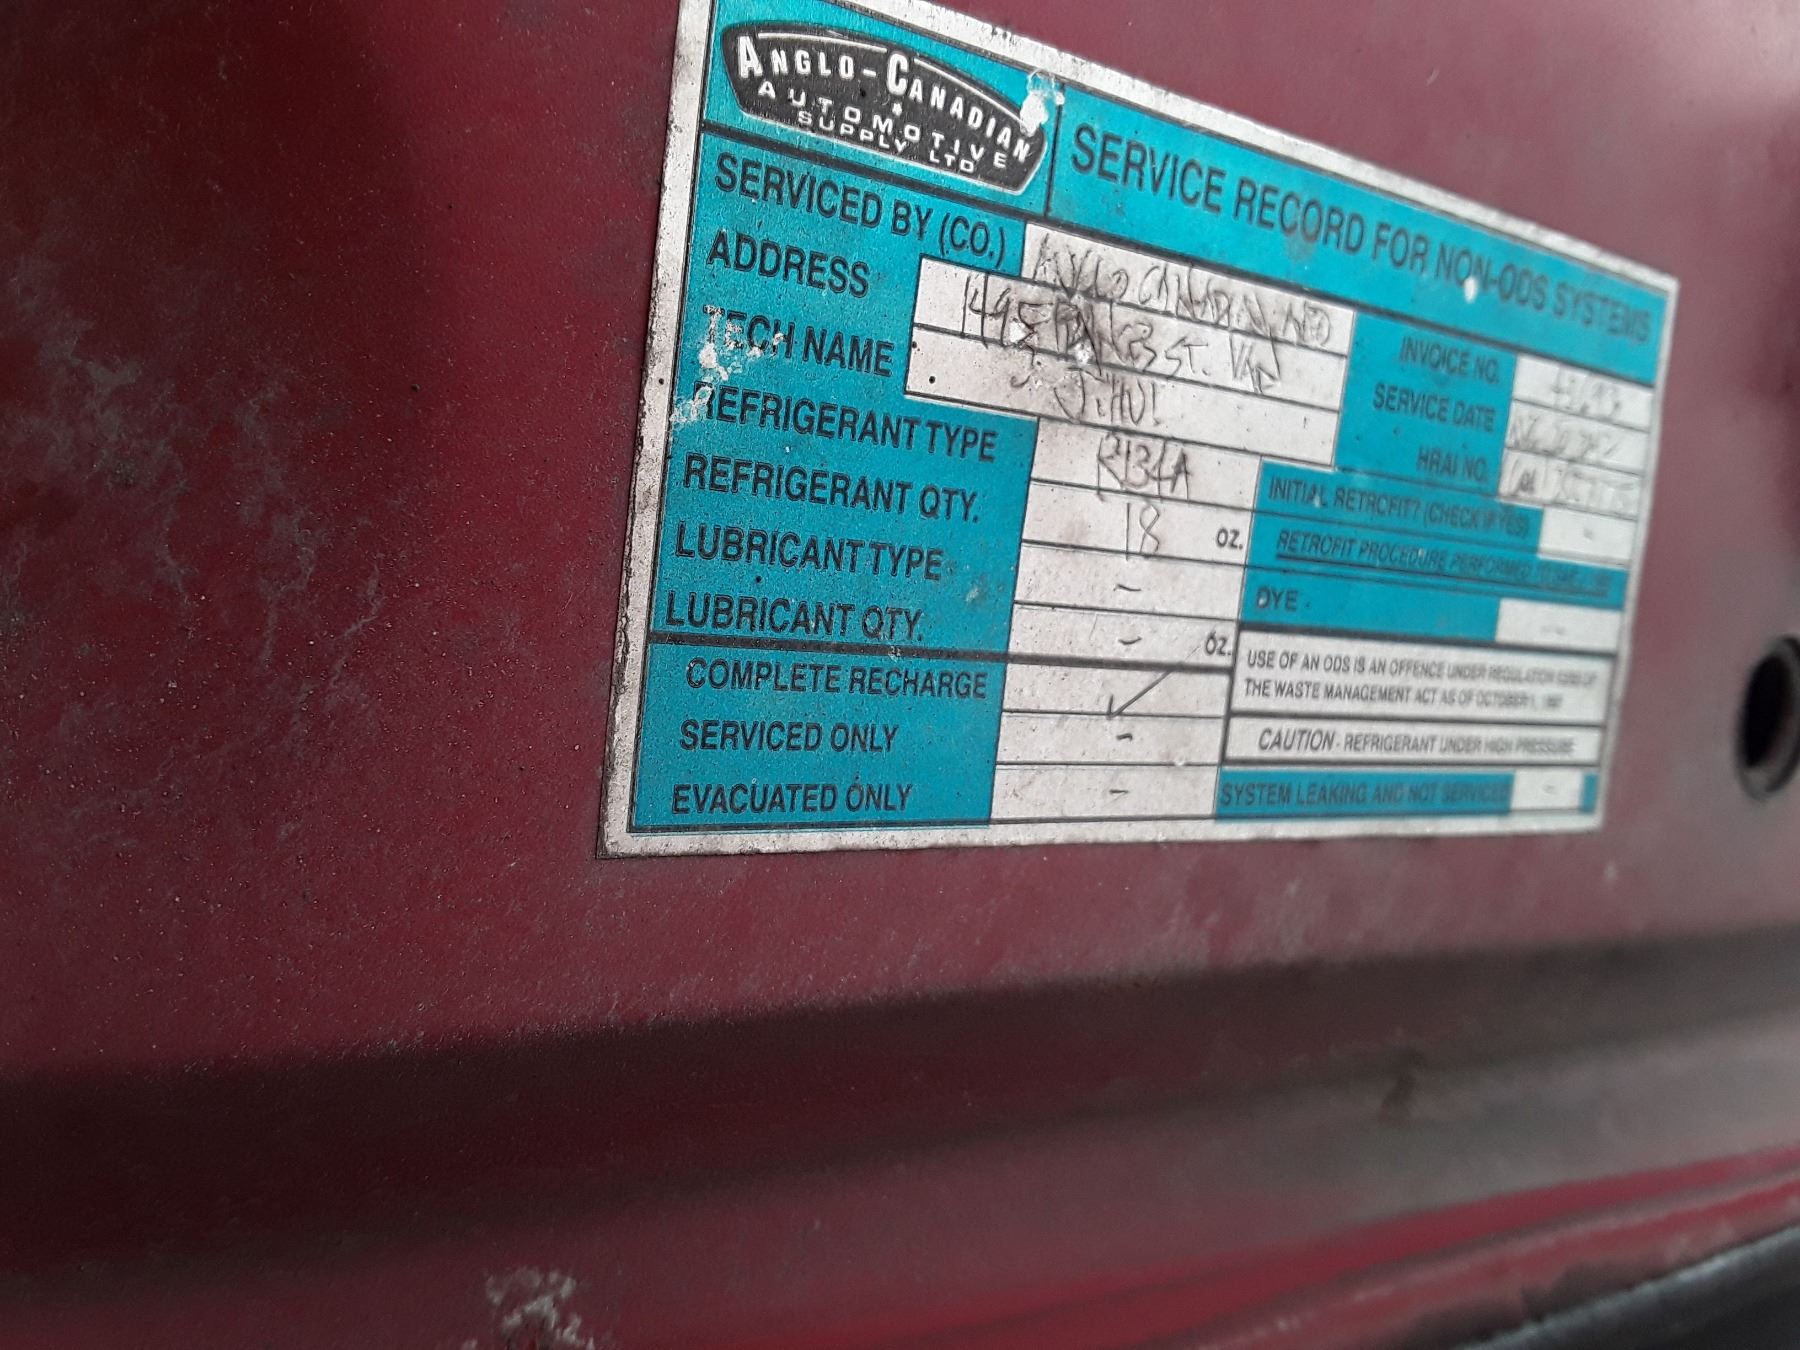 ANGLO-CANADIAN
AUTOMOTIVE
SUPPLY LTD
SERVICE RECORD FOR NON-ODS SYSTEMS
SERVICED BY (CO.)
ADDRESS 1495 ST. VAN
TECH NAME
INVOICE NO.
SERVICE DATE
HRAI NO.
REFRIGERANT TYPE R134A
REFRIGERANT QTY. 18 OZ.
LUBRICANT TYPE -
LUBRICANT QTY. - OZ.
INITIAL RETROFIT? (CHECK IF YES) -
RETROFIT PROCEDURE PERFORMED
DYE -
COMPLETE RECHARGE ✓
SERVICED ONLY -
EVACUATED ONLY -
USE OF AN ODS IS AN OFFENCE UNDER REGULATION OF
THE WASTE MANAGEMENT ACT AS OF OCTOBER 1,
CAUTION - REFRIGERANT UNDER HIGH PRESSURE
SYSTEM LEAKING AND NOT SERVICED -